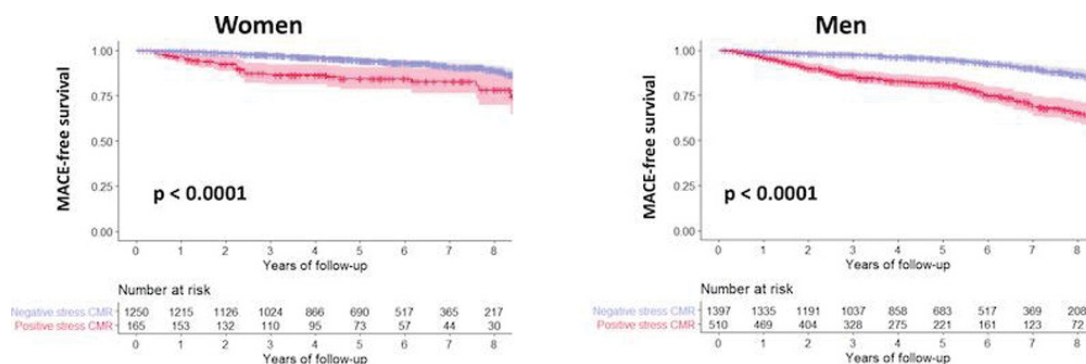 Women
MACE-free survival
1.00
0.75
0.50
0.25
0.00
p < 0.0001
0 1 2 3 4 5 6 7 8
Years of follow-up
Number at risk
Negative stress CMR 1250 1215 1126 1024 866 690 517 365 217
Positive stress CMR 165 153 132 110 95 73 57 44 30
0 1 2 3 4 5 6 7 8
Years of follow-up
Men
MACE-free survival
1.00
0.75
0.50
0.25
0.00
p < 0.0001
0 1 2 3 4 5 6 7 8
Years of follow-up
Number at risk
Negative stress CMR 1397 1335 1191 1037 858 683 517 369 208
Positive stress CMR 510 469 404 328 275 221 161 123 72
0 1 2 3 4 5 6 7 8
Years of follow-up